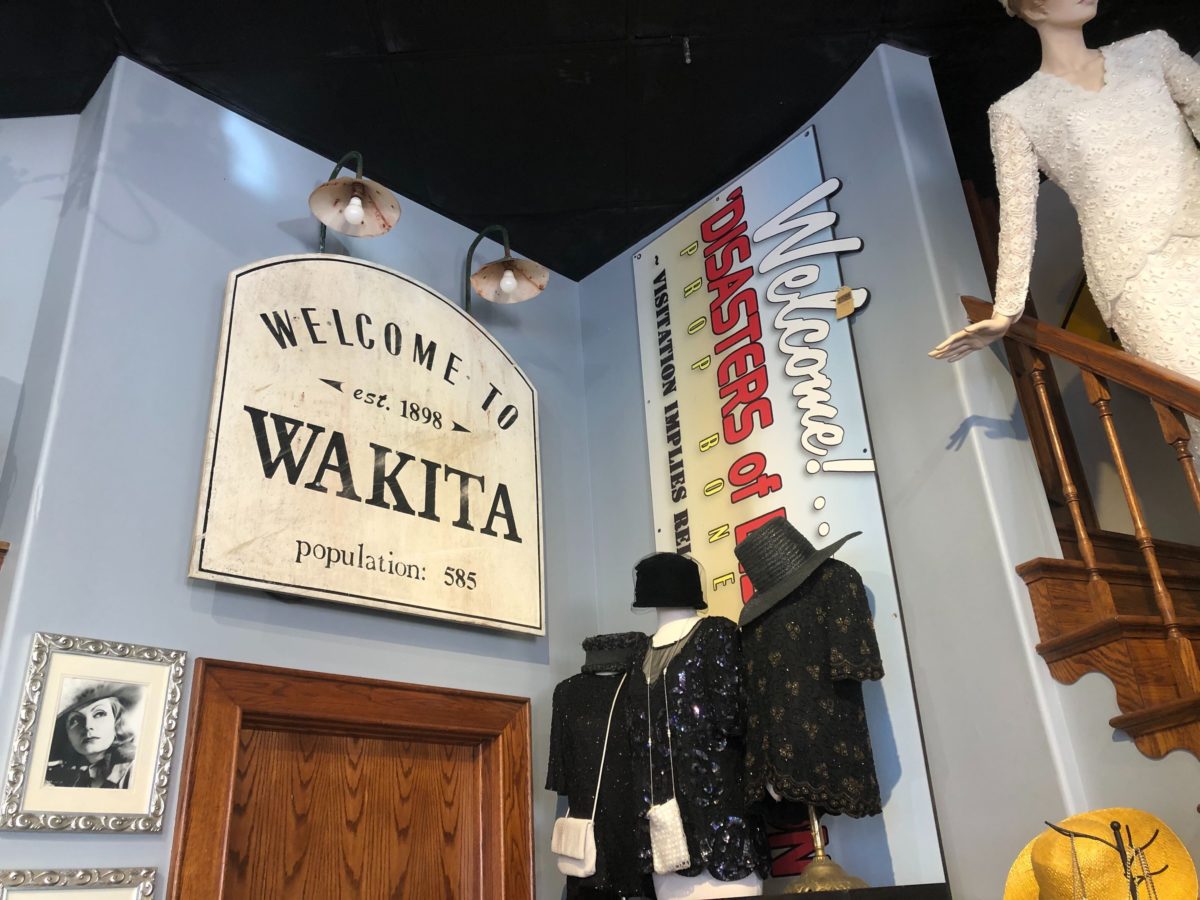 WELCOME TO
est. 1898
WAKITA
population: 585
Welcome! ..
"DISASTERS of
PROP BONE
~ VISITATION IMPLIES